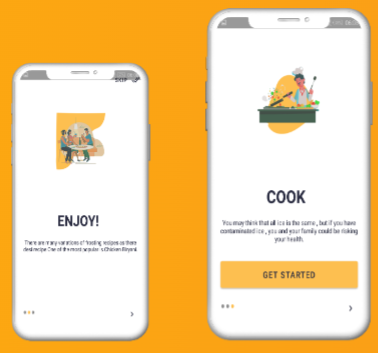 SKIP
ENJOY!
There are many variations of frosting recipes as there
deal recipe One of the most popular is Chicken Biryani
COOK
You may think that all ice is the same , but if you have
contaminated ice , you and your family could be risking
your health.
GET STARTED